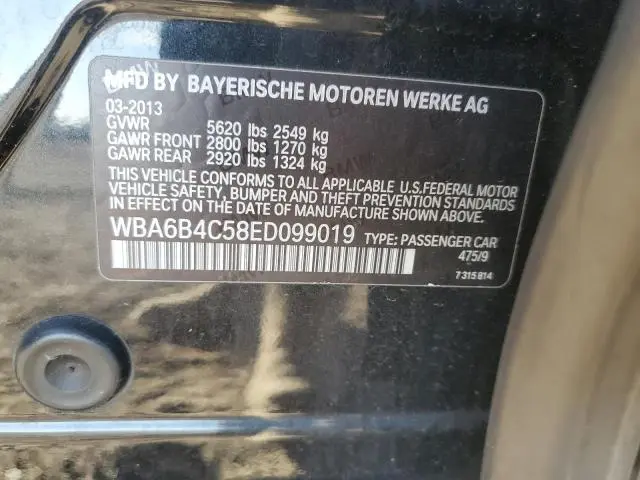 MFD BY BAYERISCHE MOTOREN WERKE AG
03-2013
GVWR 5620 lbs 2549 kg
GAWR FRONT 2800 lbs 1270 kg
GAWR REAR 2920 lbs 1324 kg
THIS VEHICLE CONFORMS TO ALL APPLICABLE U.S.FEDERAL MOTOR
VEHICLE SAFETY, BUMPER AND THEFT PREVENTION STANDARDS
IN EFFECT ON THE DATE OF MANUFACTURE SHOWN ABOVE.
WBA6B4C58ED099019 TYPE: PASSENGER CAR
475/9
7315814